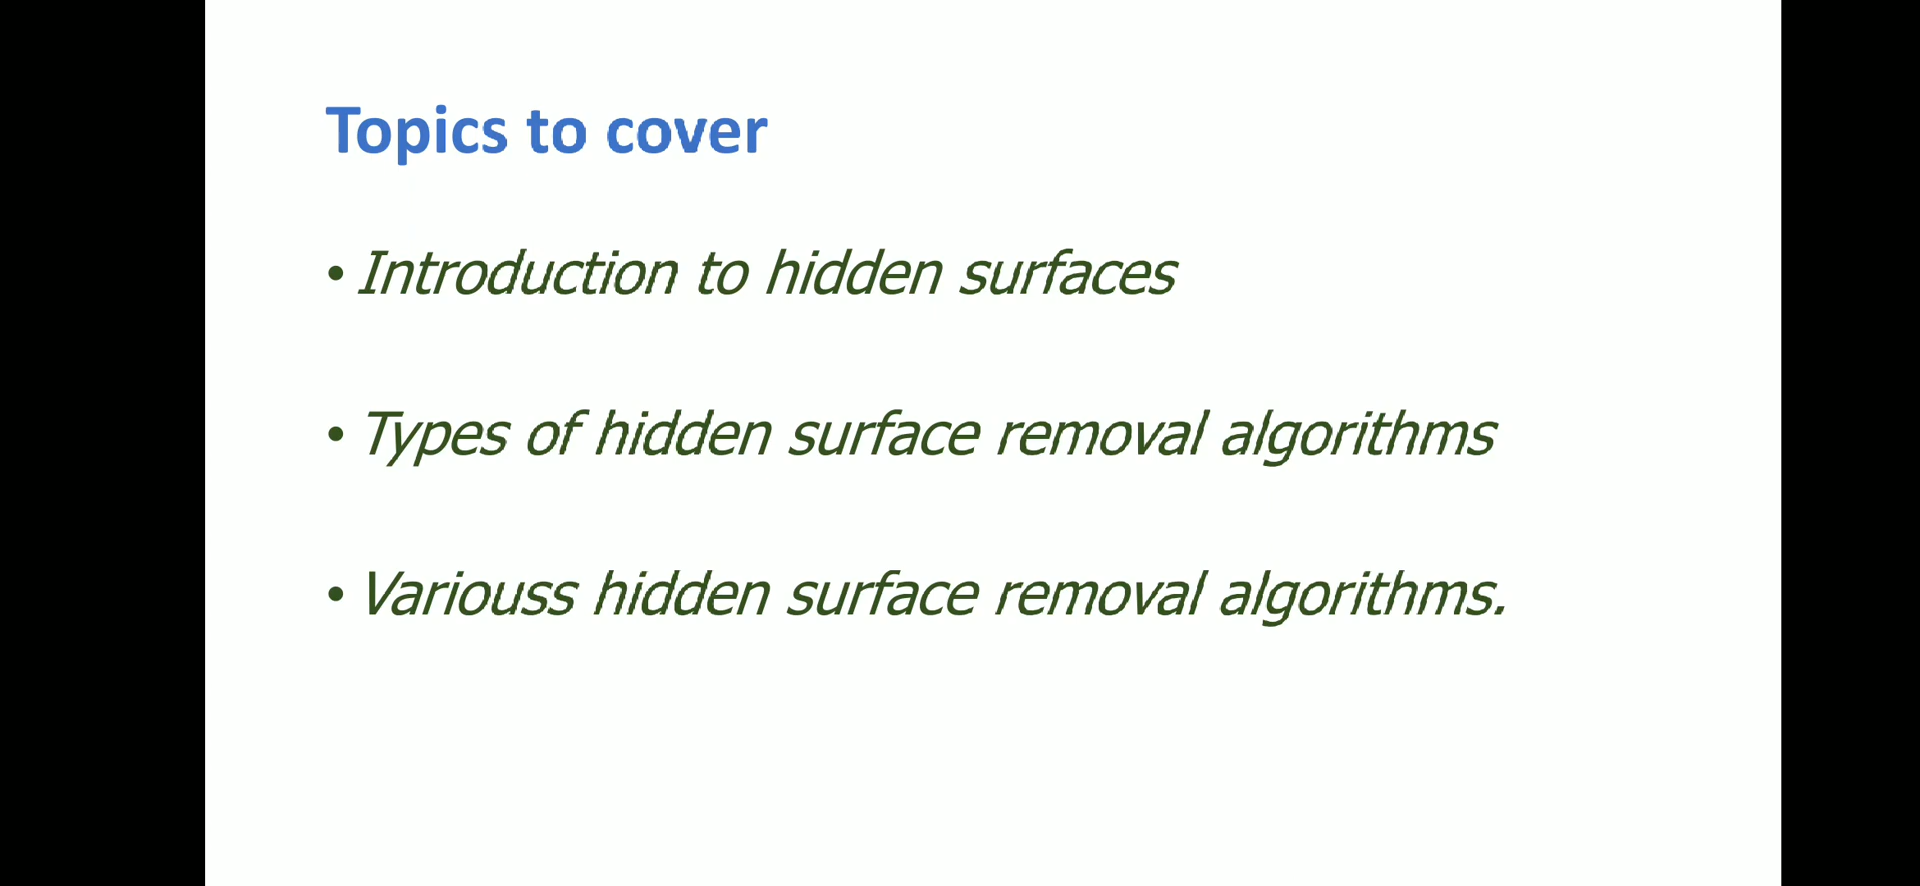 Topics to cover
• Introduction to hidden surfaces
• Types of hidden surface removal algorithms
• Variouss hidden surface removal algorithms.